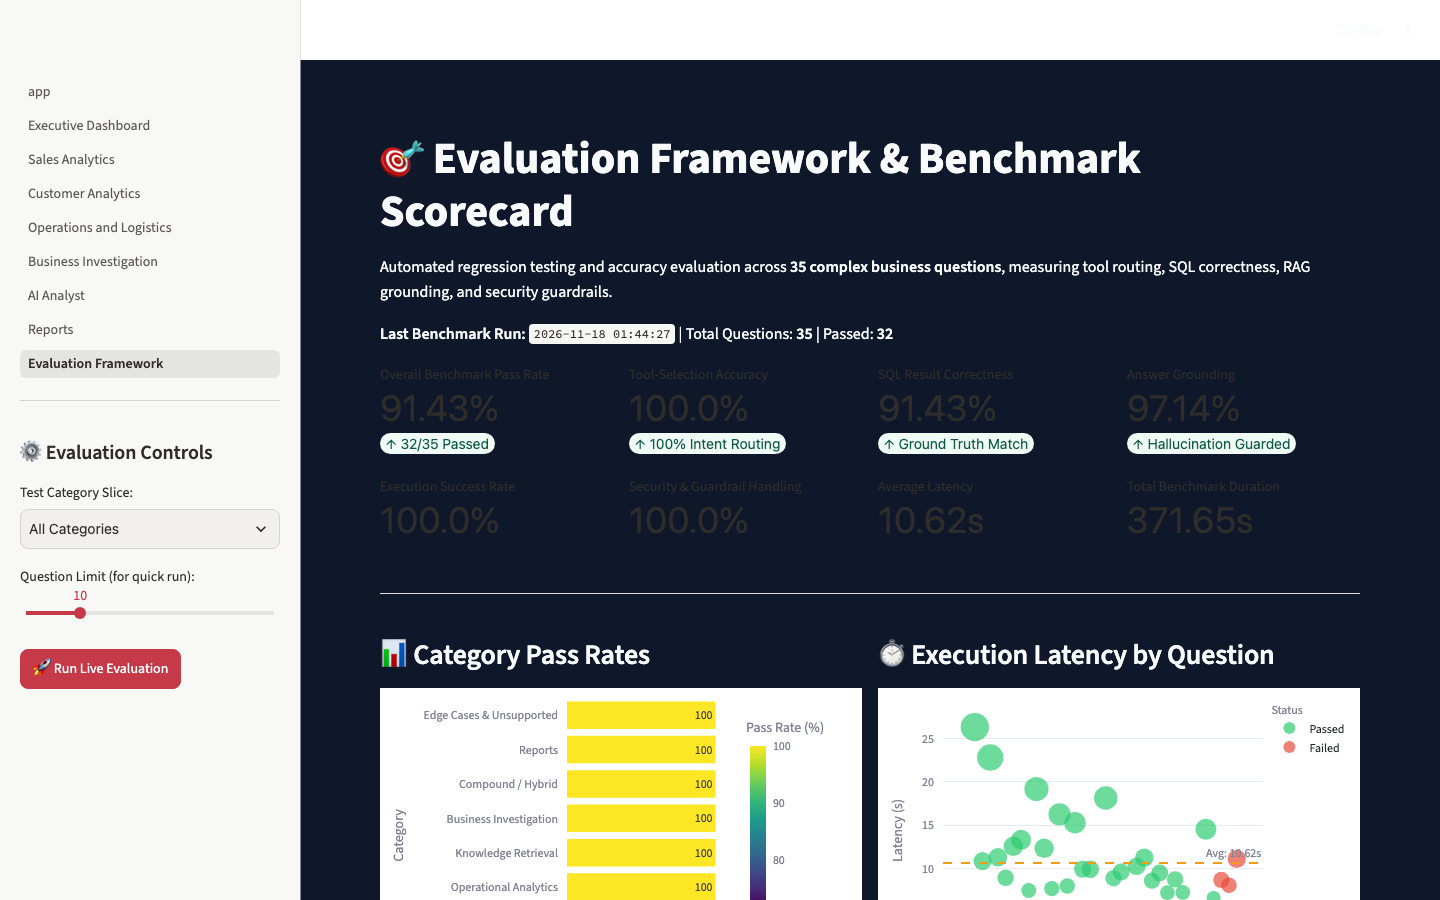 Deploy
app
Executive Dashboard
Sales Analytics
Customer Analytics
Operations and Logistics
Business Investigation
AI Analyst
Reports
Evaluation Framework
Evaluation Controls
Test Category Slice:
All Categories
Question Limit (for quick run):
10
Run Live Evaluation
Evaluation Framework & Benchmark
Scorecard
Automated regression testing and accuracy evaluation across 35 complex business questions, measuring tool routing, SQL correctness, RAG
grounding, and security guardrails.
Last Benchmark Run: 2026-11-18 01:44:27 | Total Questions: 35 | Passed: 32
Overall Benchmark Pass Rate
91.43%
↑ 32/35 Passed
Tool-Selection Accuracy
100.0%
↑ 100% Intent Routing
SQL Result Correctness
91.43%
↑ Ground Truth Match
Answer Grounding
97.14%
↑ Hallucination Guarded
Execution Success Rate
100.0%
Security & Guardrail Handling
100.0%
Average Latency
10.62s
Total Benchmark Duration
371.65s
Category Pass Rates
Category
Edge Cases & Unsupported 100
Reports 100
Compound / Hybrid 100
Business Investigation 100
Knowledge Retrieval 100
Operational Analytics 100
Pass Rate (%)
100
90
80
Execution Latency by Question
Latency (s)
25
20
15
10
Avg: 10.62s
Status
Passed
Failed